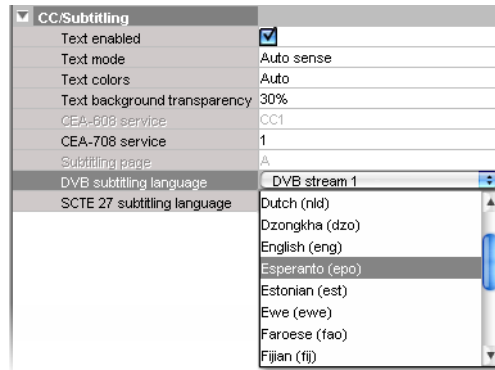 CC/Subtitling
Text enabled
Text mode Auto sense
Text colors Auto
Text background transparency 30%
CEA-608 service CC1
CEA-708 service 1
Subtitling page A
DVB subtitling language DVB stream 1
SCTE 27 subtitling language Dutch (nld)
Dzongkha (dzo)
English (eng)
Esperanto (epo)
Estonian (est)
Ewe (ewe)
Faroese (fao)
Fijian (fij)